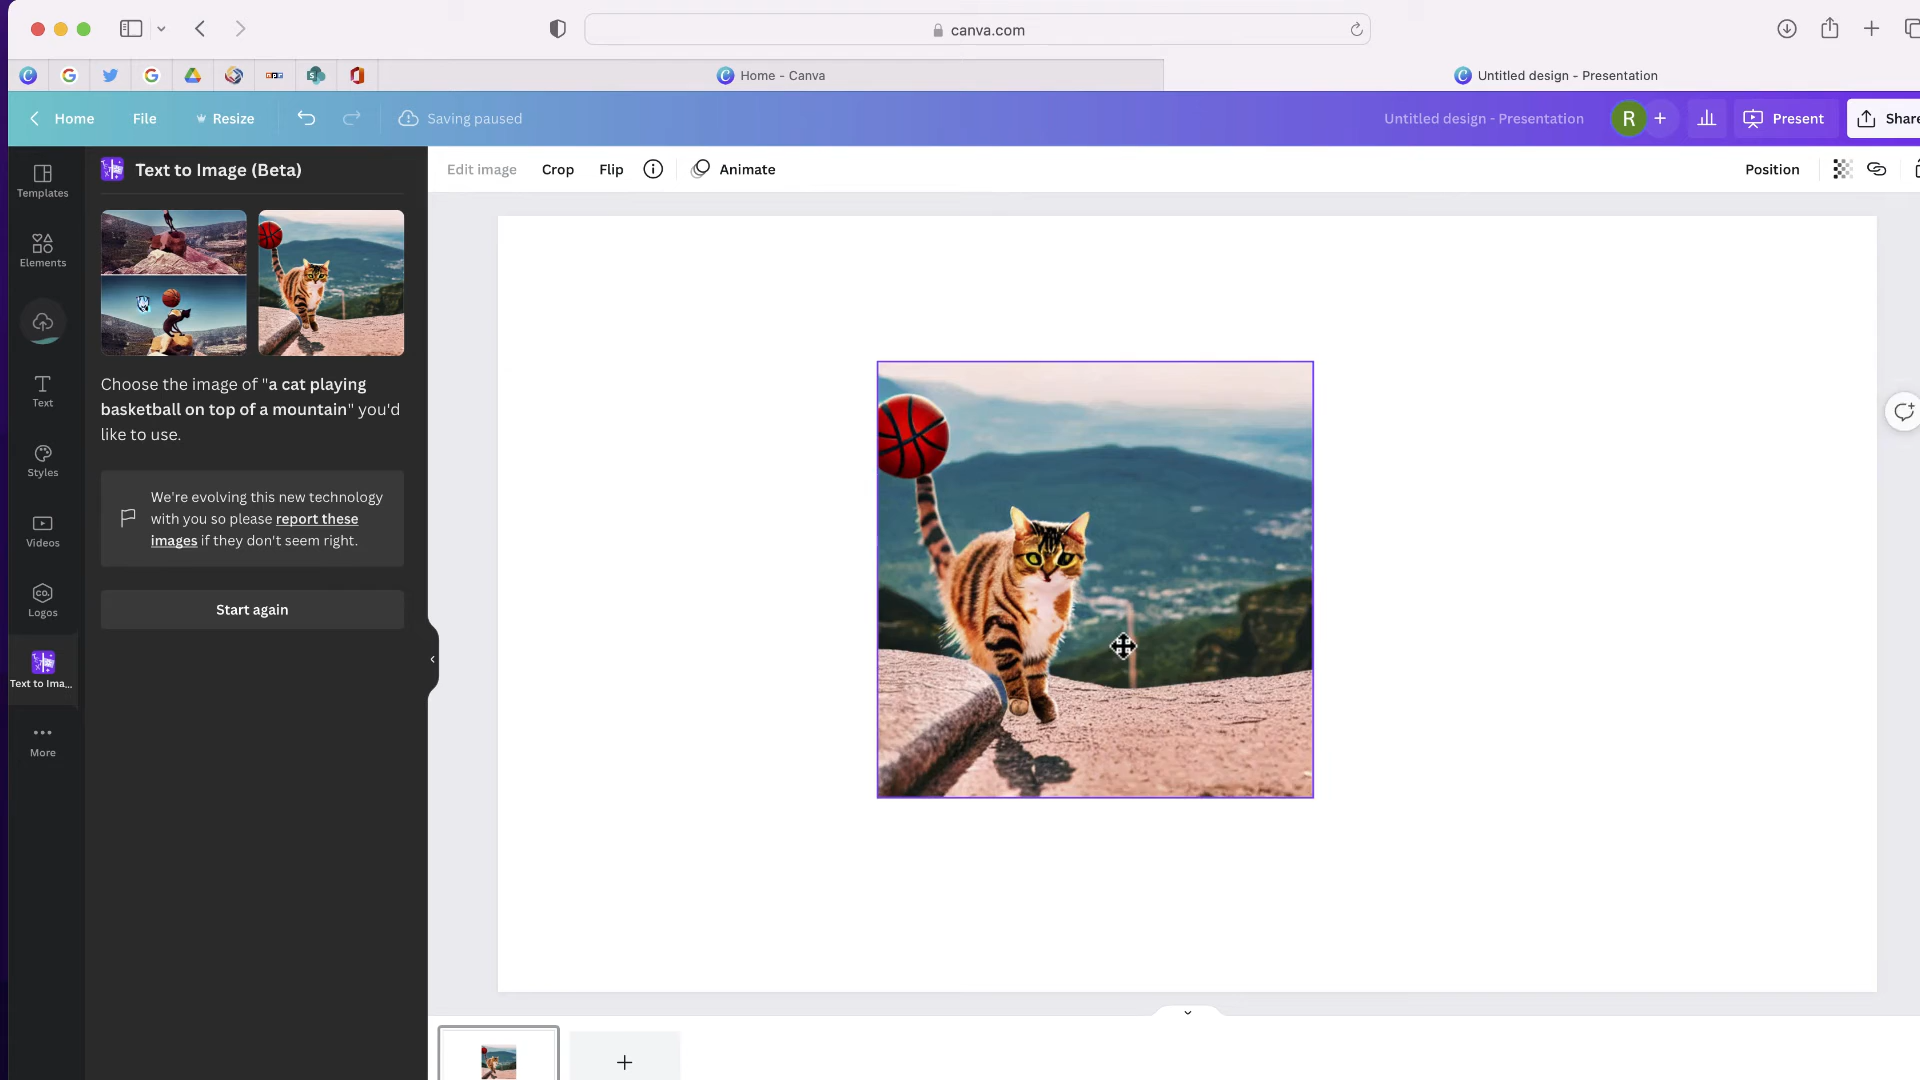 canva.com
Home - Canva
Untitled design - Presentation
Home
File
Resize
Saving paused
Untitled design - Presentation
R
Present
Share
Text to Image (Beta)
Edit image
Crop
Flip
Animate
Position
Templates
Elements
Text
Styles
Videos
CO.
Logos
Text to Ima...
More
Choose the image of "a cat playing
basketball on top of a mountain" you'd
like to use.
We're evolving this new technology
with you so please report these
images if they don't seem right.
Start again